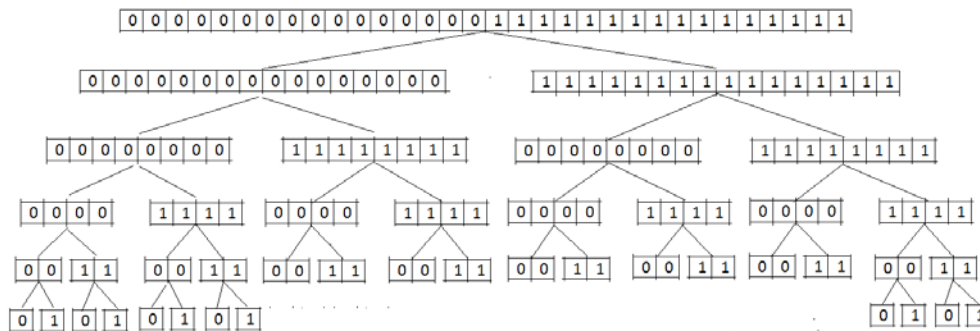 0 0 0 0 0 0 0 0 0 0 0 0 0 0 0 0 1 1 1 1 1 1 1 1 1 1 1 1 1 1 1 1
0 0 0 0 0 0 0 0 0 0 0 0 0 0 0 0 1 1 1 1 1 1 1 1 1 1 1 1 1 1 1 1
0 0 0 0 0 0 0 0 1 1 1 1 1 1 1 1 0 0 0 0 0 0 0 0 1 1 1 1 1 1 1 1
0 0 0 0 1 1 1 1 0 0 0 0 1 1 1 1 0 0 0 0 1 1 1 1 0 0 0 0 1 1 1 1
0 0 1 1 0 0 1 1 0 0 1 1 0 0 1 1 0 0 1 1 0 0 1 1 0 0 1 1 0 0 1 1
0 1 0 1 0 1 0 1 0 1 0 1